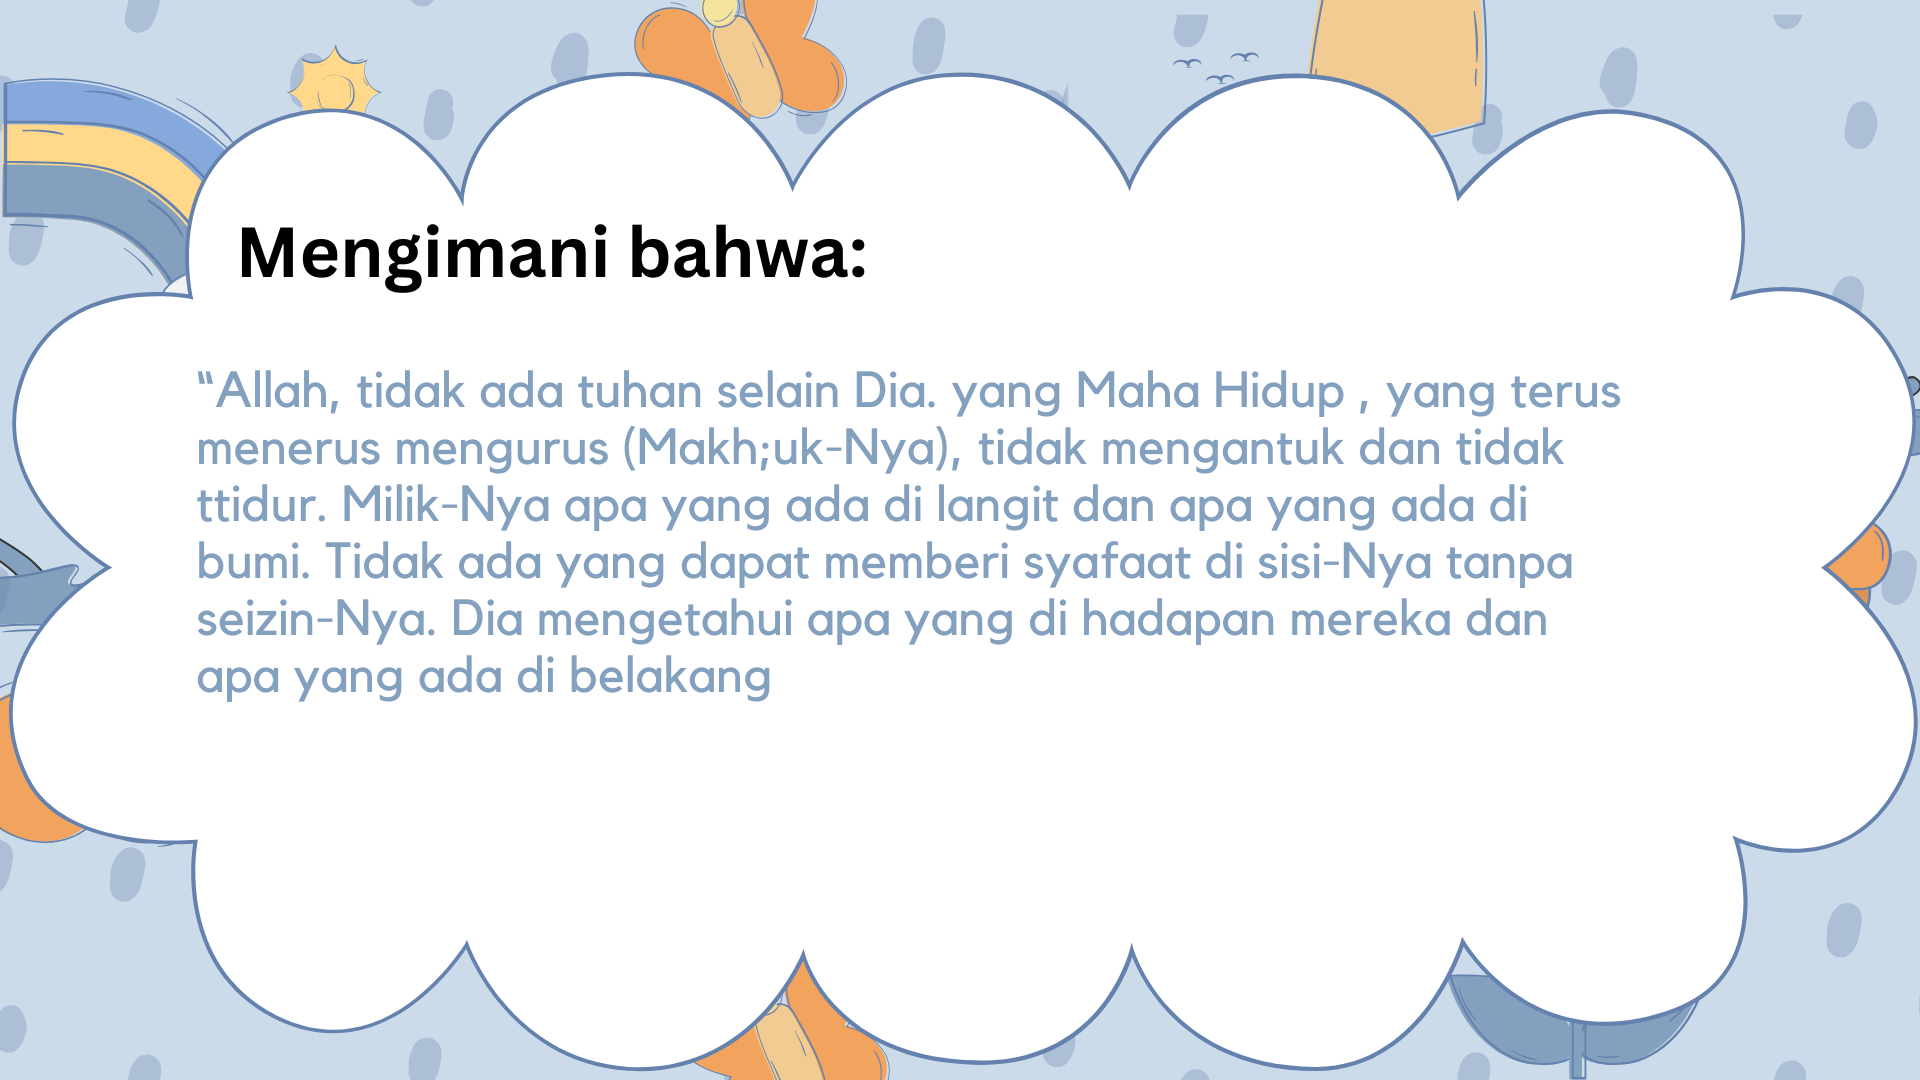 Mengimani bahwa:
“Allah, tidak ada tuhan selain Dia. yang Maha Hidup , yang terus
menerus mengurus (Makh;uk-Nya), tidak mengantuk dan tidak
ttidur. Milik-Nya apa yang ada di langit dan apa yang ada di
bumi. Tidak ada yang dapat memberi syafaat di sisi-Nya tanpa
seizin-Nya. Dia mengetahui apa yang di hadapan mereka dan
apa yang ada di belakang